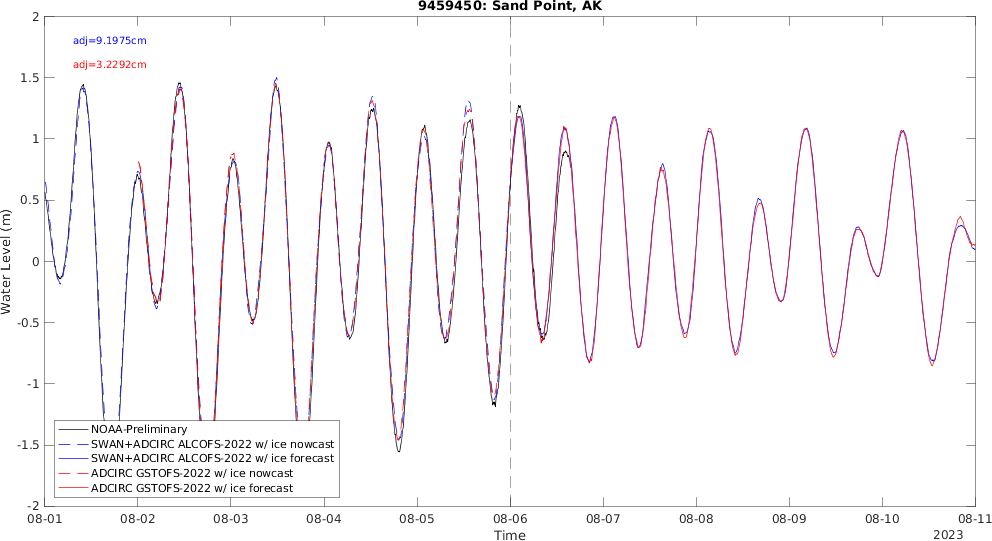 9459450: Sand Point, AK
adj=9.1975cm
adj=3.2292cm
Water Level (m)
2
1.5
1
0.5
0
-0.5
-1
-1.5
-2
NOAA-Preliminary
SWAN+ADCIRC ALCOFS-2022 w/ ice nowcast
SWAN+ADCIRC ALCOFS-2022 w/ ice forecast
ADCIRC GSTOFS-2022 w/ ice nowcast
ADCIRC GSTOFS-2022 w/ ice forecast
08-01 08-02 08-03 08-04 08-05 08-06 08-07 08-08 08-09 08-10 08-11
Time
2023